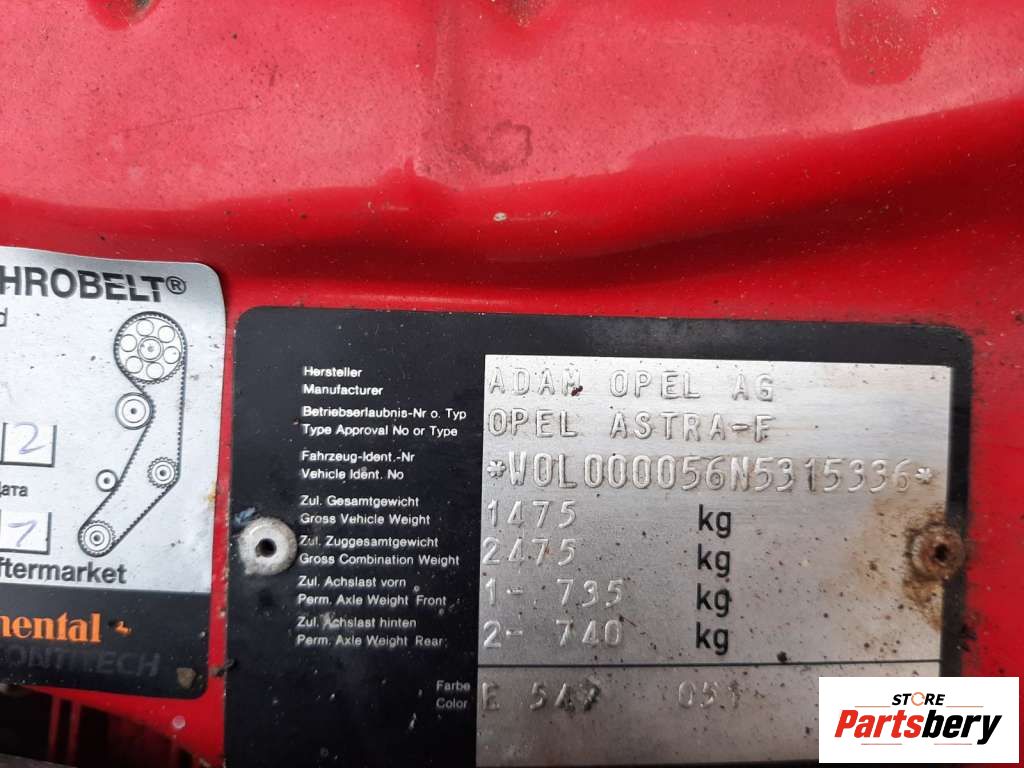 HROBELT®
d
2
Дата
7
ftermarket
nental
ONTITECH
Hersteller
Manufacturer
ADAM OPEL AG
Betriebserlaubnis-Nr o. Typ
Type Approval No or Type
OPEL ASTRA-F
Fahrzeug-Ident.-Nr
Vehicle Ident. No
*W0L000056N5315336*
Zul. Gesamtgewicht
Gross Vehicle Weight
1475 kg
Zul. Zuggesamtgewicht
Gross Combination Weight
2475 kg
Zul. Achslast vorn
Perm. Axle Weight Front
1- 735 kg
Zul. Achslast hinten
Perm. Axle Weight Rear
2- 740 kg
Farbe
Color
E 547 051
STORE
Partsbery